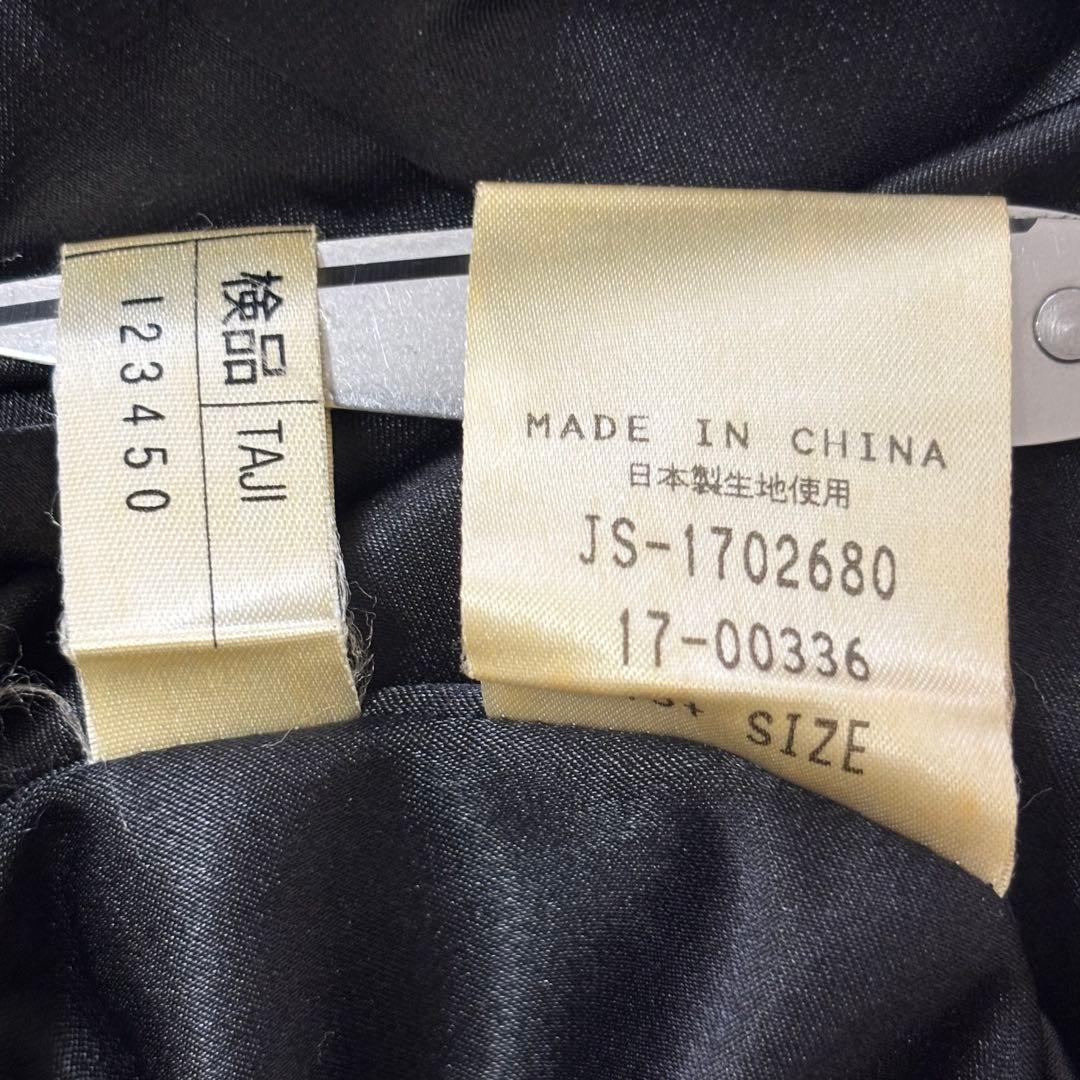 検品 TAJI
123450
MADE IN CHINA
日本製生地使用
JS-1702680
17-00336
SIZE